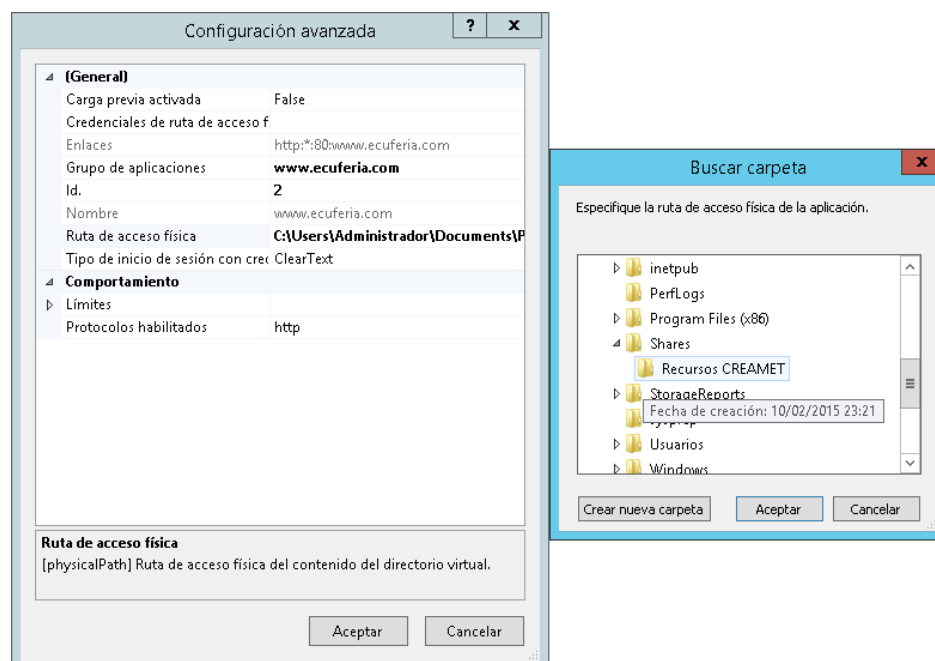 Configuración avanzada
(General)
Carga previa activada False
Credenciales de ruta de acceso f
Enlaces http:*:80:www.ecuferia.com
Grupo de aplicaciones www.ecuferia.com
Id. 2
Nombre www.ecuferia.com
Ruta de acceso física C:\Users\Administrador\Documents\P
Tipo de inicio de sesión con crec ClearText
Comportamiento
Límites
Protocolos habilitados http
Ruta de acceso física
[physicalPath] Ruta de acceso física del contenido del directorio virtual.
Aceptar Cancelar
Buscar carpeta
Especifique la ruta de acceso física de la aplicación.
inetpub
PerfLogs
Program Files (x86)
Shares
Recursos CREAMET
StorageReports
Fecha de creación: 10/02/2015 23:21
Usuarios
Windows
Crear nueva carpeta Aceptar Cancelar